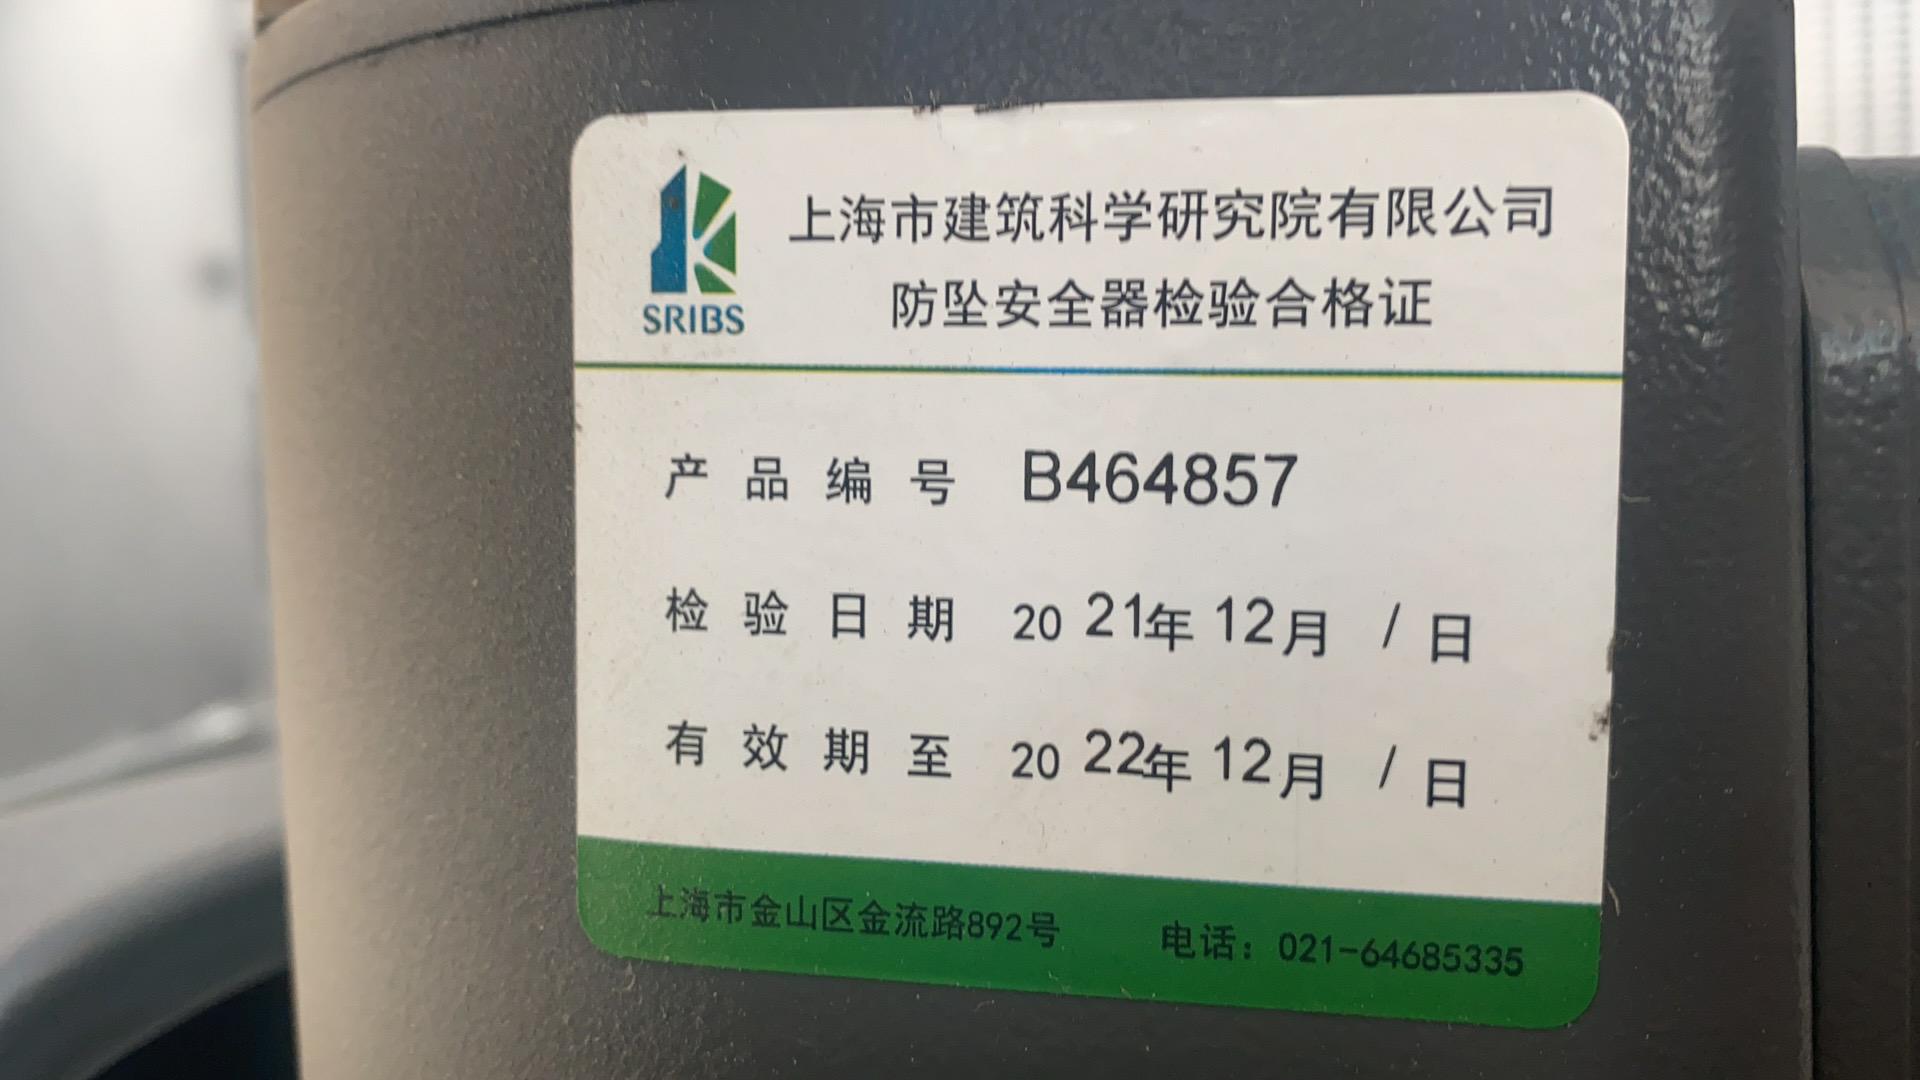 上海市建筑科学研究院有限公司
SRIBS
防坠安全器检验合格证
产品编号 B464857
检验日期 2021年12月 / 日
有效期至 2022年12月 / 日
上海市金山区金流路892号 电话：021-64685335